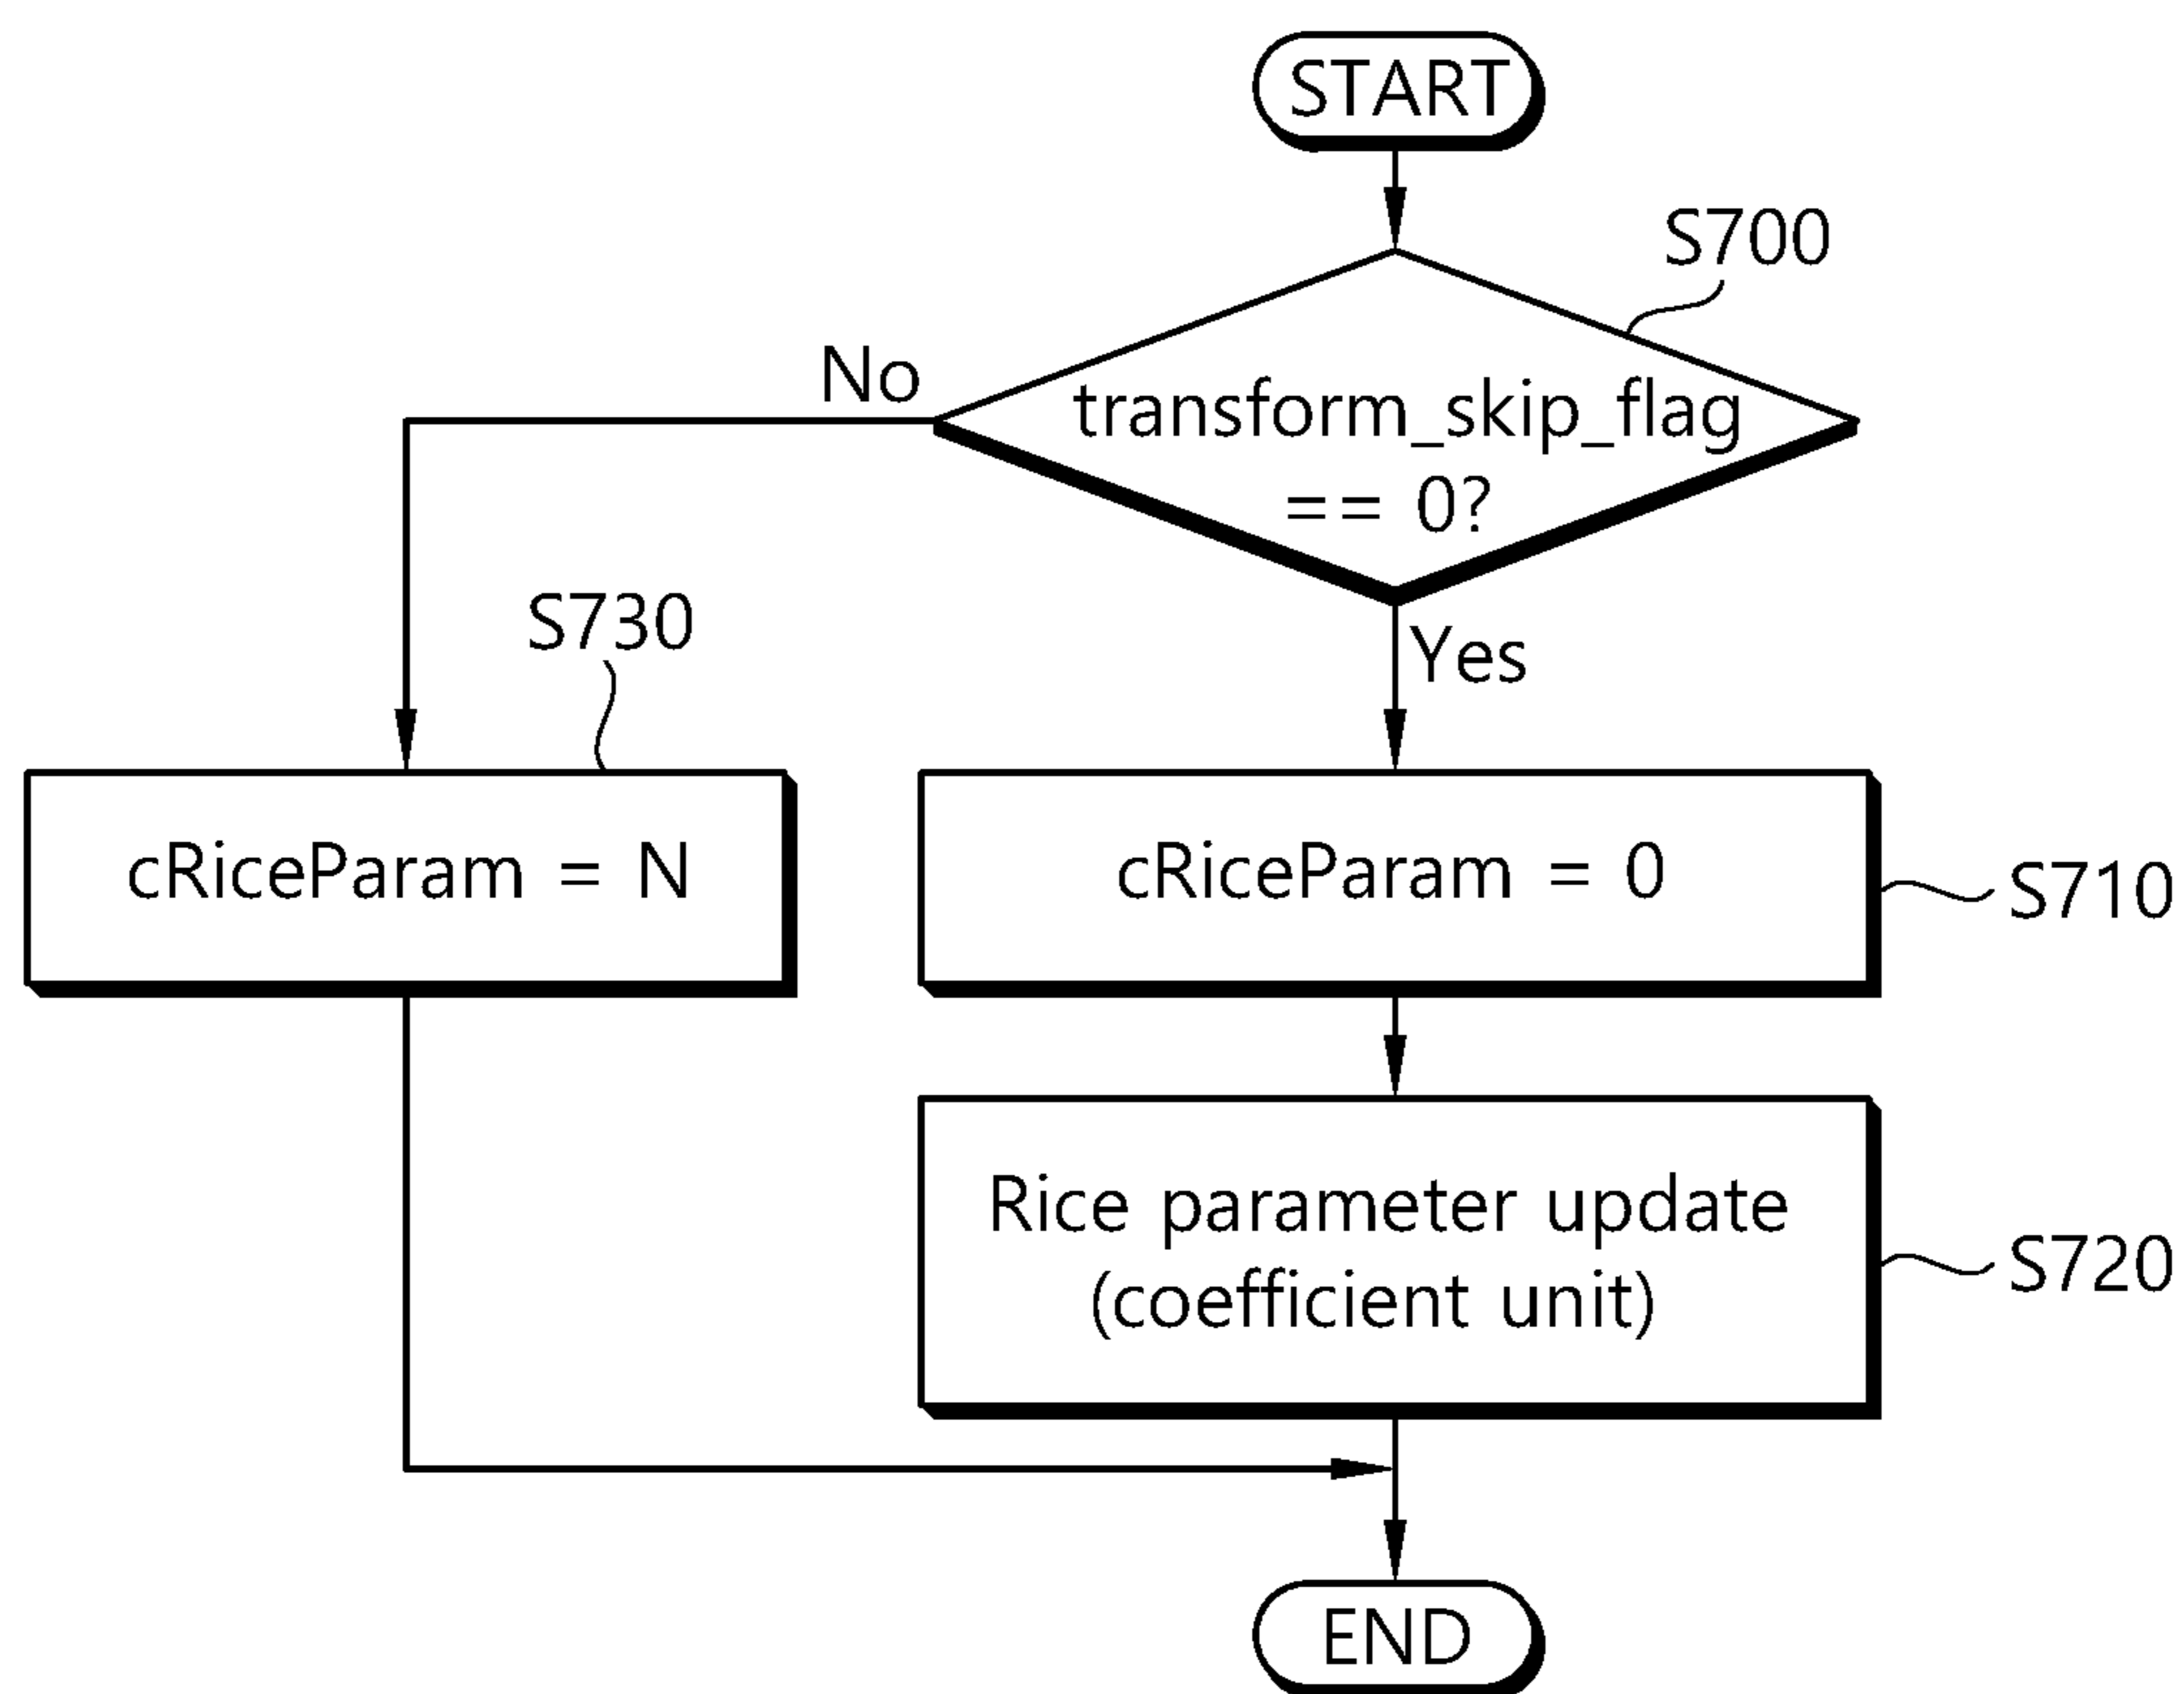 START
S700
No
transform_skip_flag
== 0?
Yes
S730
cRiceParam = N
cRiceParam = 0
S710
Rice parameter update
(coefficient unit)
S720
END